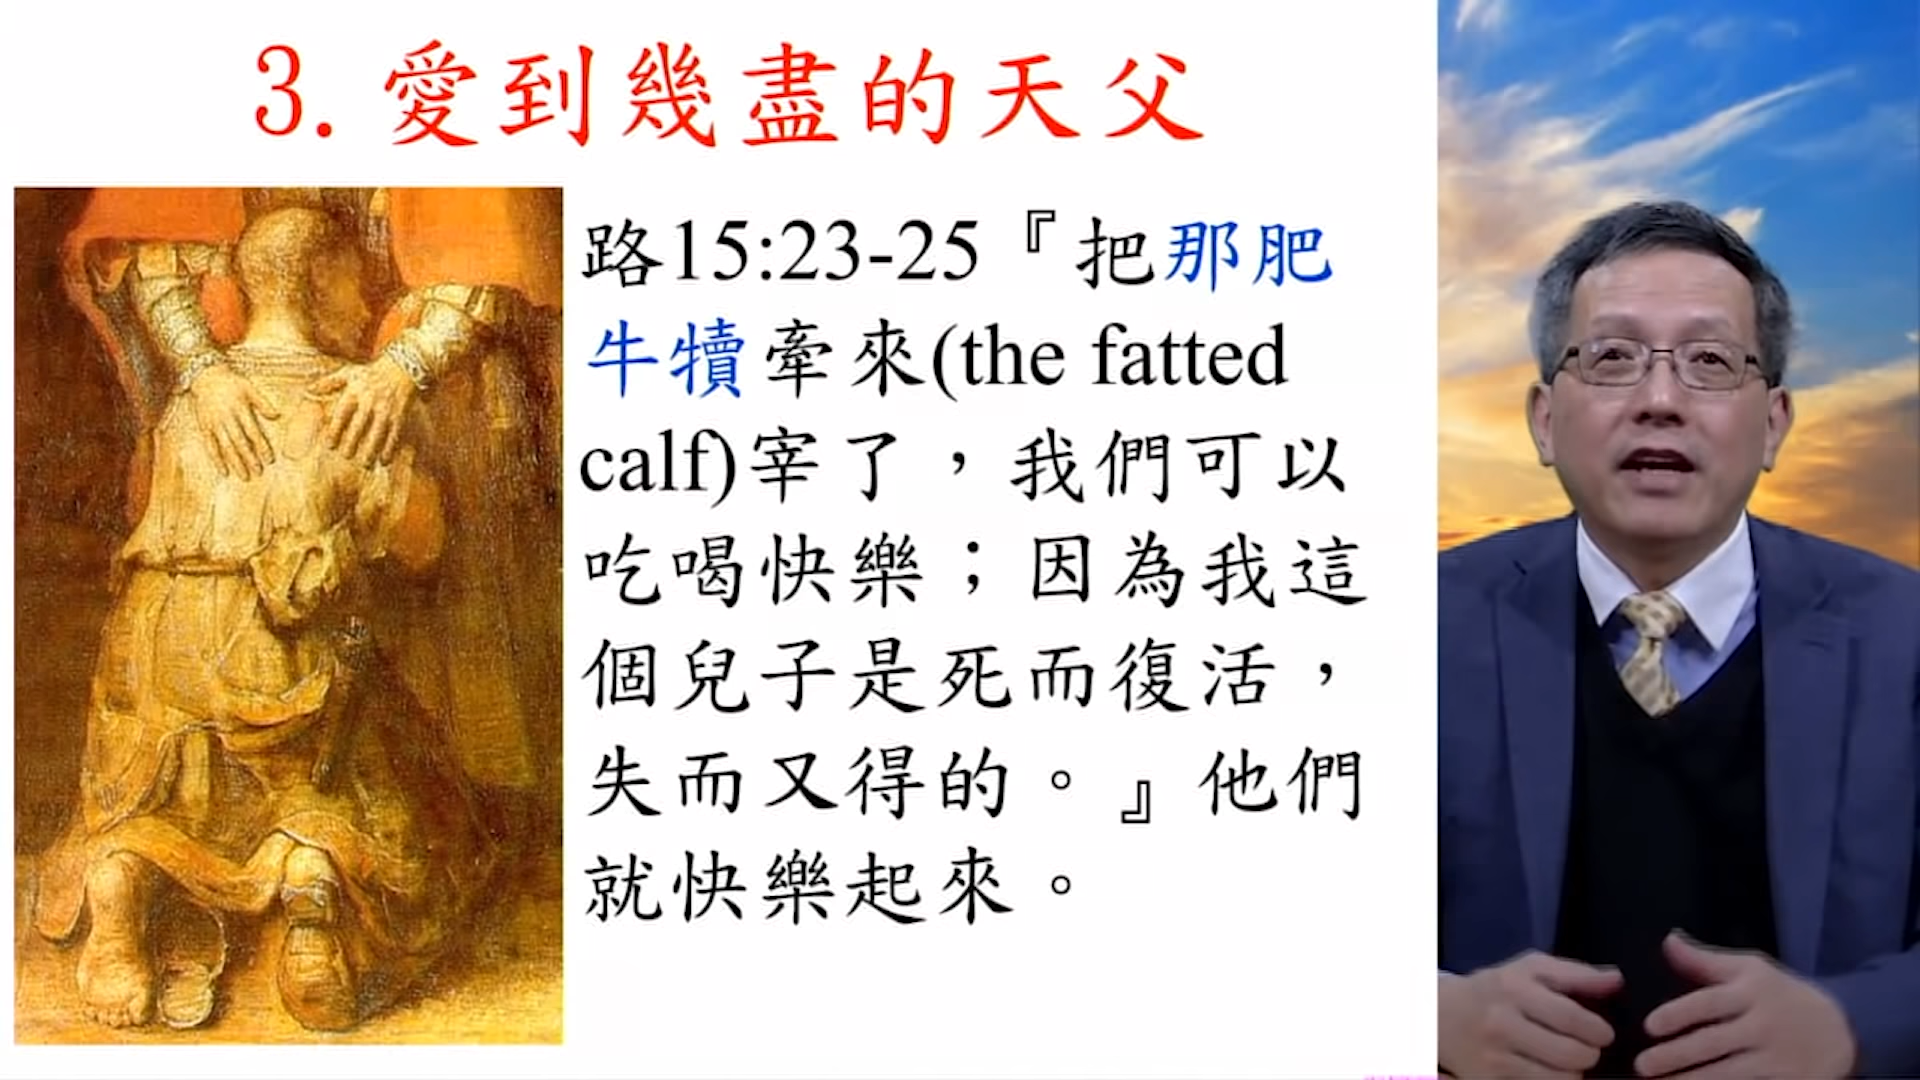 3. 愛到幾盡的天父
路15:23-25『把那肥
牛犢牽來(the fatted
calf)宰了，我們可以
吃喝快樂；因為我這
個兒子是死而復活，
失而又得的。』他們
就快樂起來。